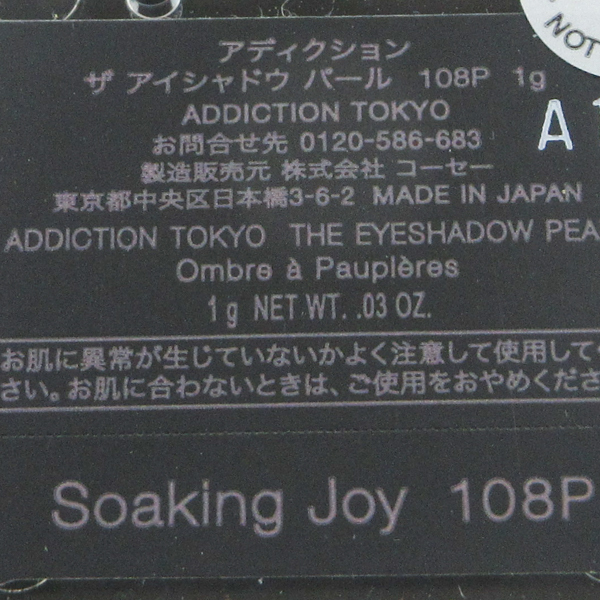 アディクション
ザ アイシャドウ パール 108P 1g
ADDICTION TOKYO
お問合せ先 0120-586-683
製造販売元 株式会社 コーセー
東京都中央区日本橋3-6-2 MADE IN JAPAN
ADDICTION TOKYO THE EYESHADOW PEA
Ombre à Paupières
1g NET WT. .03 OZ.
お肌に異常が生じていないかよく注意して使用して
さい。お肌に合わないときは、ご使用をおやめくださ
Soaking Joy 108P
NOT
A